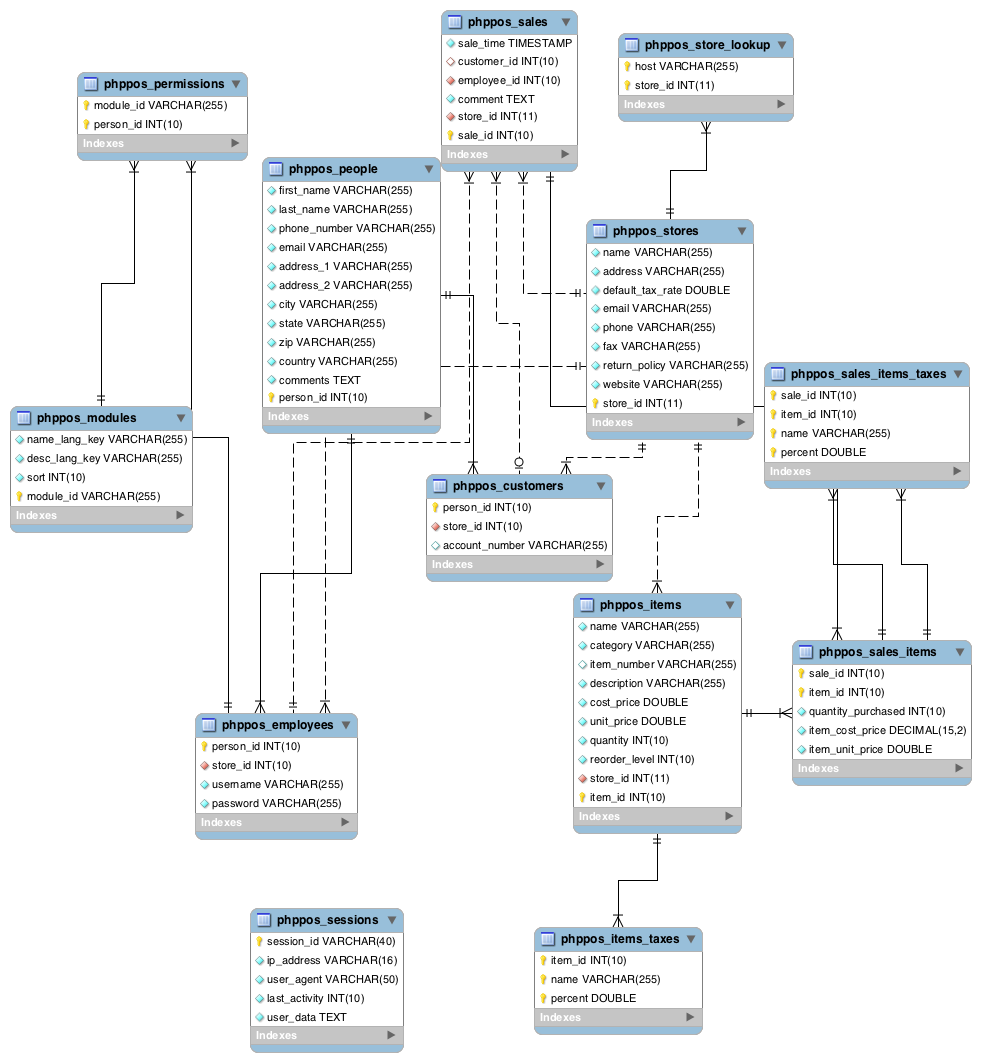 phppos_sales
sale_time TIMESTAMP
customer_id INT(10)
employee_id INT(10)
comment TEXT
store_id INT(11)
sale_id INT(10)
Indexes
phppos_store_lookup
host VARCHAR(255)
store_id INT(11)
Indexes
phppos_permissions
module_id VARCHAR(255)
person_id INT(10)
Indexes
phppos_people
first_name VARCHAR(255)
last_name VARCHAR(255)
phone_number VARCHAR(255)
email VARCHAR(255)
address_1 VARCHAR(255)
address_2 VARCHAR(255)
city VARCHAR(255)
state VARCHAR(255)
zip VARCHAR(255)
country VARCHAR(255)
comments TEXT
person_id INT(10)
Indexes
phppos_stores
name VARCHAR(255)
address VARCHAR(255)
default_tax_rate DOUBLE
email VARCHAR(255)
phone VARCHAR(255)
fax VARCHAR(255)
return_policy VARCHAR(255)
website VARCHAR(255)
store_id INT(11)
Indexes
phppos_sales_items_taxes
sale_id INT(10)
item_id INT(10)
name VARCHAR(255)
percent DOUBLE
Indexes
phppos_modules
name_lang_key VARCHAR(255)
desc_lang_key VARCHAR(255)
sort INT(10)
module_id VARCHAR(255)
Indexes
phppos_customers
person_id INT(10)
store_id INT(10)
account_number VARCHAR(255)
Indexes
phppos_items
name VARCHAR(255)
category VARCHAR(255)
item_number VARCHAR(255)
description VARCHAR(255)
cost_price DOUBLE
unit_price DOUBLE
quantity INT(10)
reorder_level INT(10)
store_id INT(11)
item_id INT(10)
Indexes
phppos_sales_items
sale_id INT(10)
item_id INT(10)
quantity_purchased INT(10)
item_cost_price DECIMAL(15,2)
item_unit_price DOUBLE
Indexes
phppos_employees
person_id INT(10)
store_id INT(10)
username VARCHAR(255)
password VARCHAR(255)
Indexes
phppos_sessions
session_id VARCHAR(40)
ip_address VARCHAR(16)
user_agent VARCHAR(50)
last_activity INT(10)
user_data TEXT
Indexes
phppos_items_taxes
item_id INT(10)
name VARCHAR(255)
percent DOUBLE
Indexes